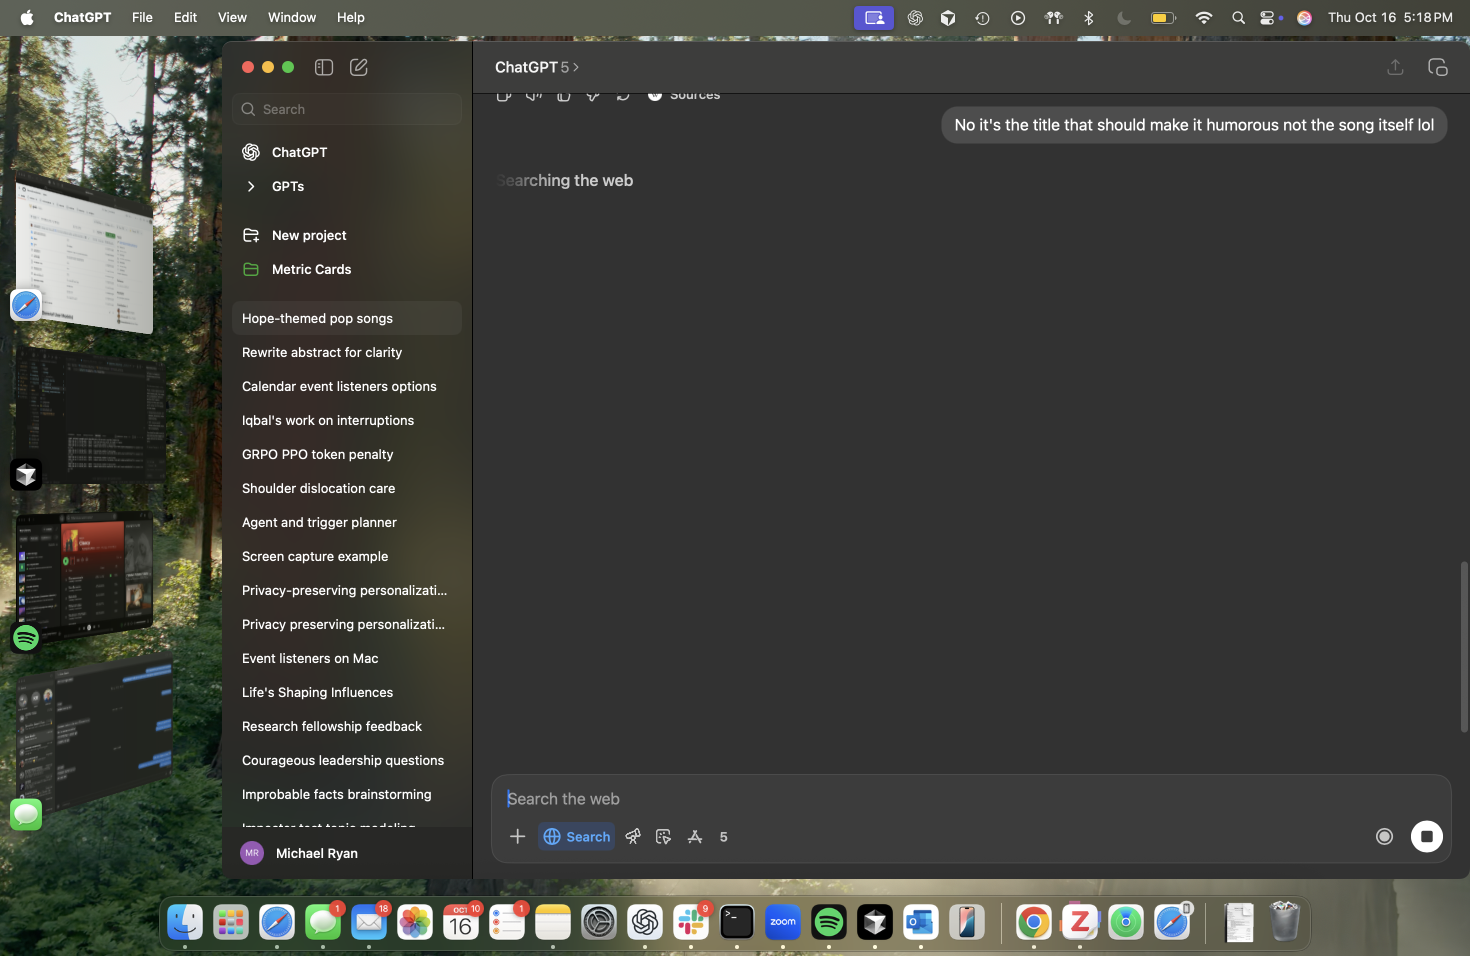 ChatGPT File Edit View Window Help Thu Oct 16 5:18 PM
Search
ChatGPT
GPTs
New project
Metric Cards
Hope-themed pop songs
Rewrite abstract for clarity
Calendar event listeners options
Iqbal's work on interruptions
GRPO PPO token penalty
Shoulder dislocation care
Agent and trigger planner
Screen capture example
Privacy-preserving personalizati...
Privacy preserving personalizati...
Event listeners on Mac
Life's Shaping Influences
Research fellowship feedback
Courageous leadership questions
Improbable facts brainstorming
Imposter test topic modeling
MR Michael Ryan
ChatGPT 5 >
Sources
No it's the title that should make it humorous not the song itself lol
Searching the web
Search the web
Search 5
1 18 OCT 10 1 9
16 zoom Z